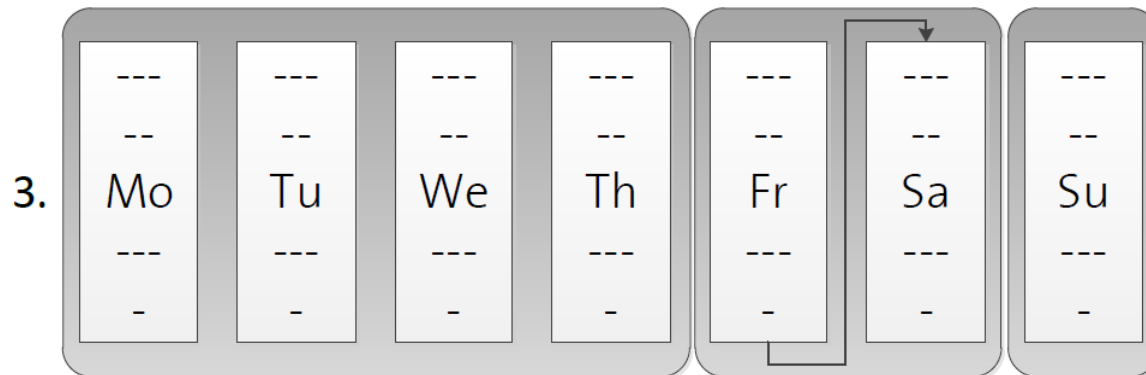 --- --- --- --- --- --- ---
-- -- -- -- -- -- --
3. Mo Tu We Th Fr Sa Su
--- --- --- --- --- --- ---
- - - - - - -